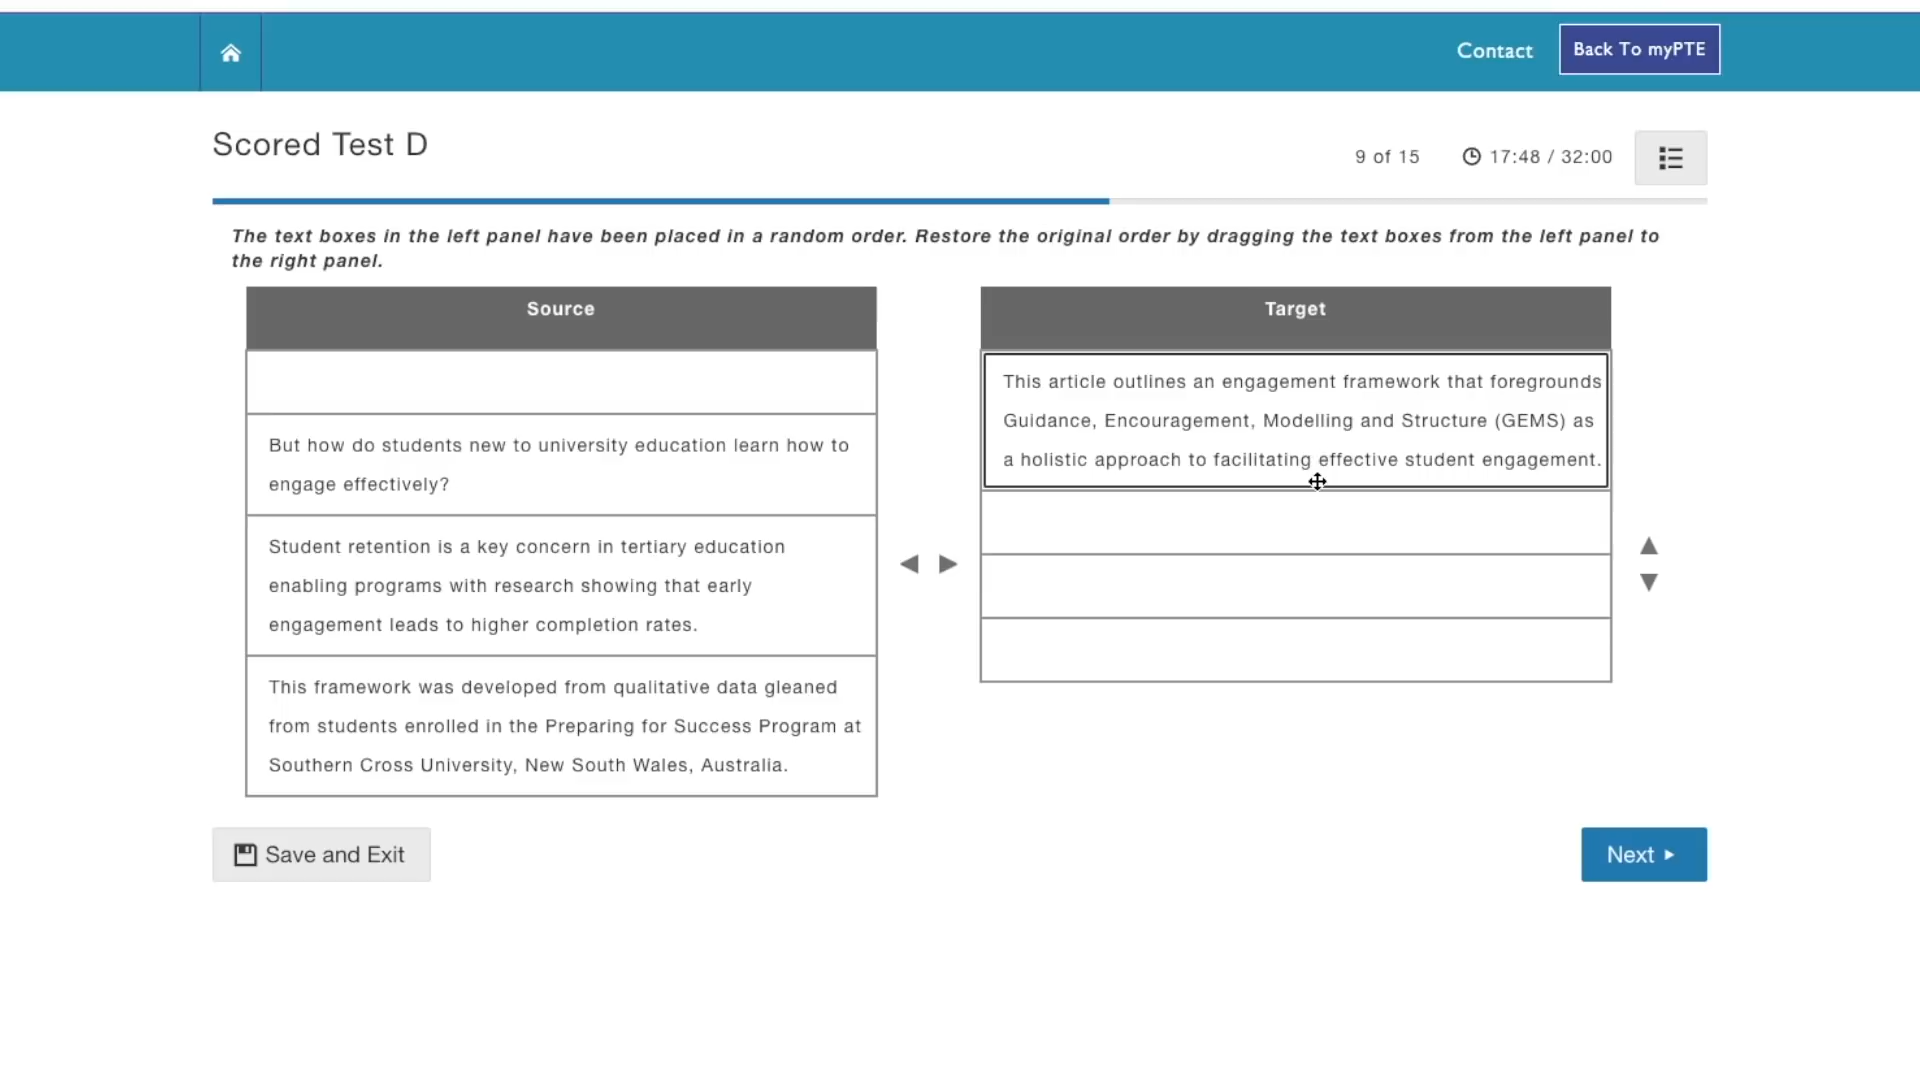 Contact
Back To myPTE
Scored Test D
9 of 15
17:48 / 32:00
The text boxes in the left panel have been placed in a random order. Restore the original order by dragging the text boxes from the left panel to
the right panel.
Source
But how do students new to university education learn how to
engage effectively?
Student retention is a key concern in tertiary education
enabling programs with research showing that early
engagement leads to higher completion rates.
This framework was developed from qualitative data gleaned
from students enrolled in the Preparing for Success Program at
Southern Cross University, New South Wales, Australia.
Target
This article outlines an engagement framework that foregrounds
Guidance, Encouragement, Modelling and Structure (GEMS) as
a holistic approach to facilitating effective student engagement.
Save and Exit
Next